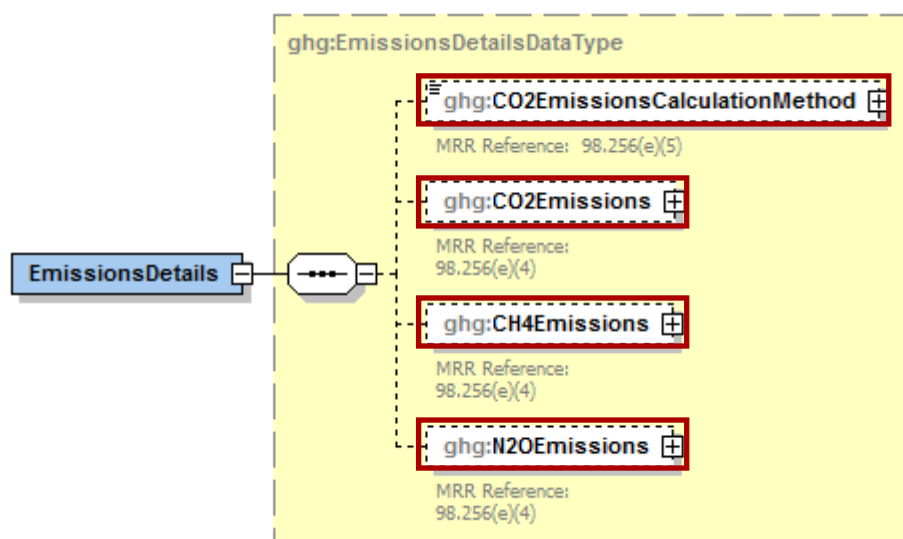 ghg:EmissionsDetailsDataType
ghg:CO2EmissionsCalculationMethod
MRR Reference: 98.256(e)(5)
ghg:CO2Emissions
MRR Reference:
98.256(e)(4)
EmissionsDetails
ghg:CH4Emissions
MRR Reference:
98.256(e)(4)
ghg:N2OEmissions
MRR Reference:
98.256(e)(4)